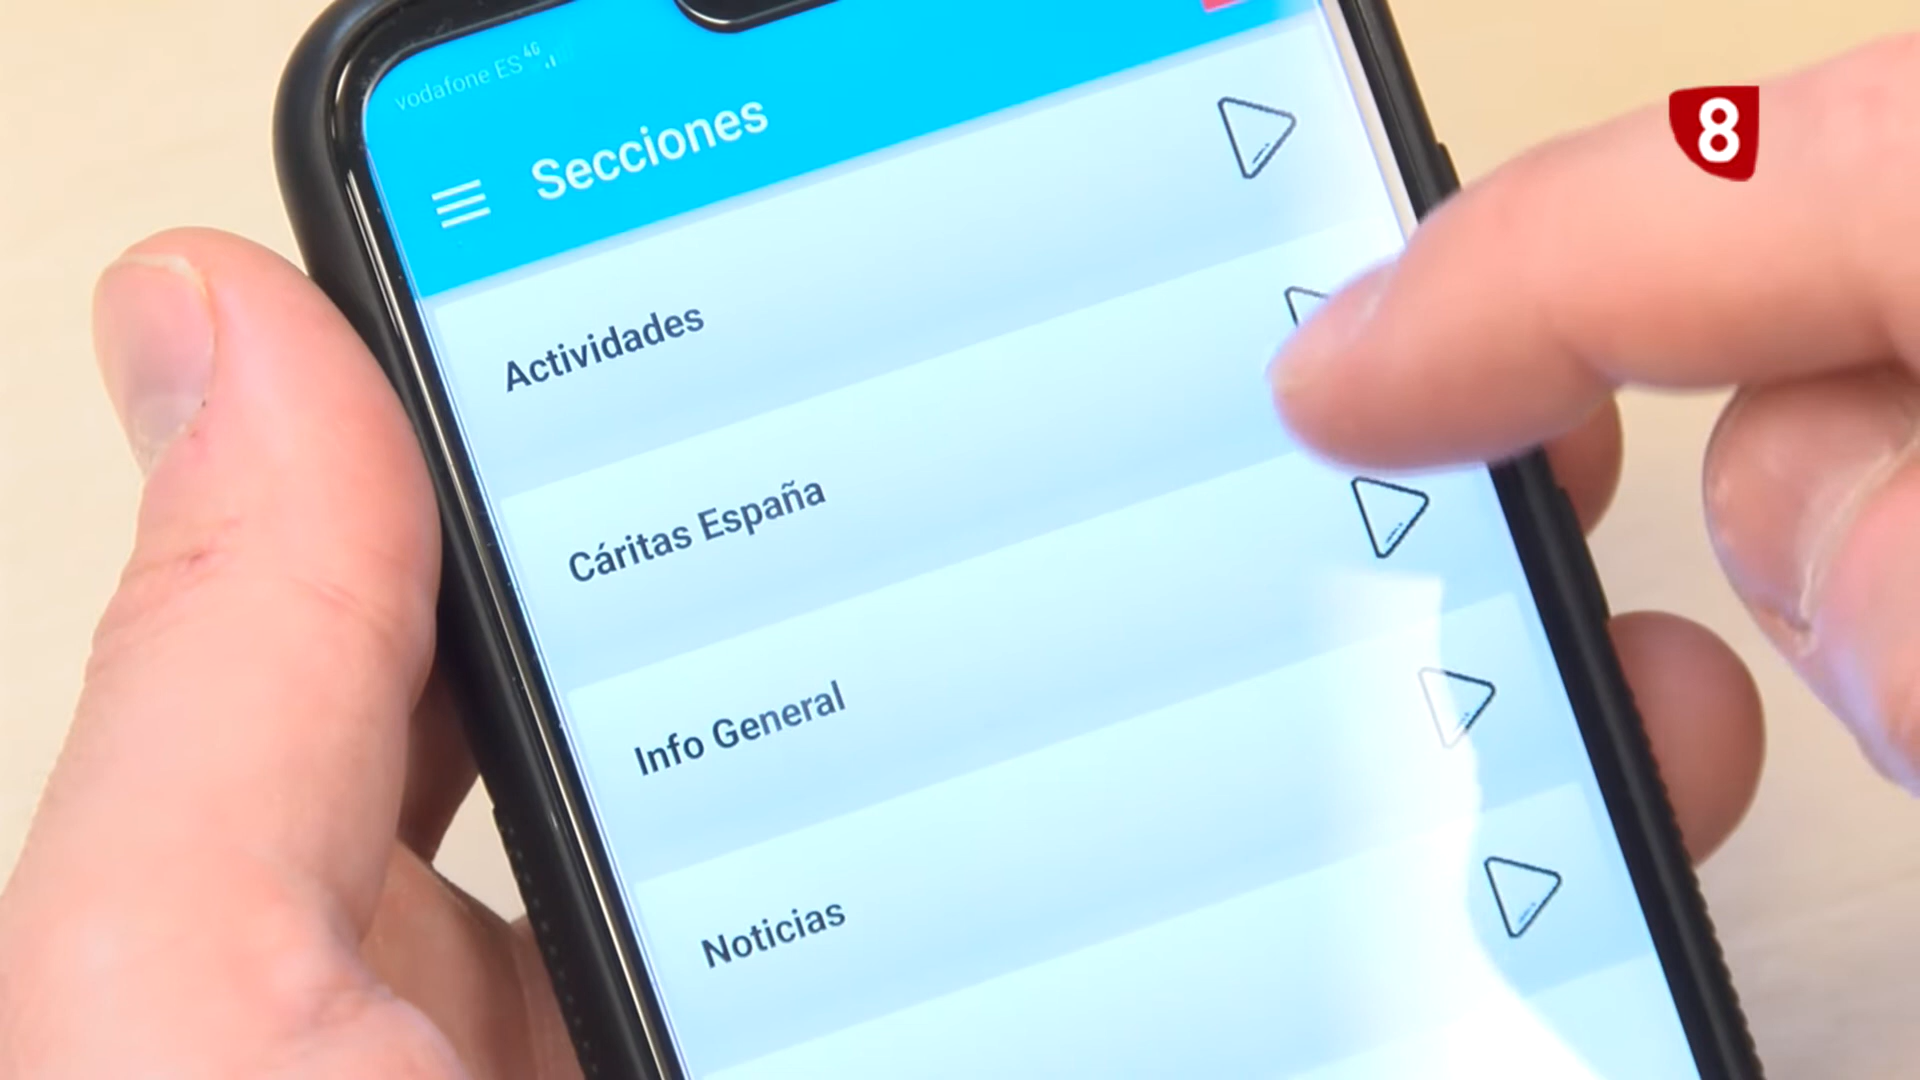 vodafone ES 4G
Secciones
8
Actividades
Cáritas España
Info General
Noticias